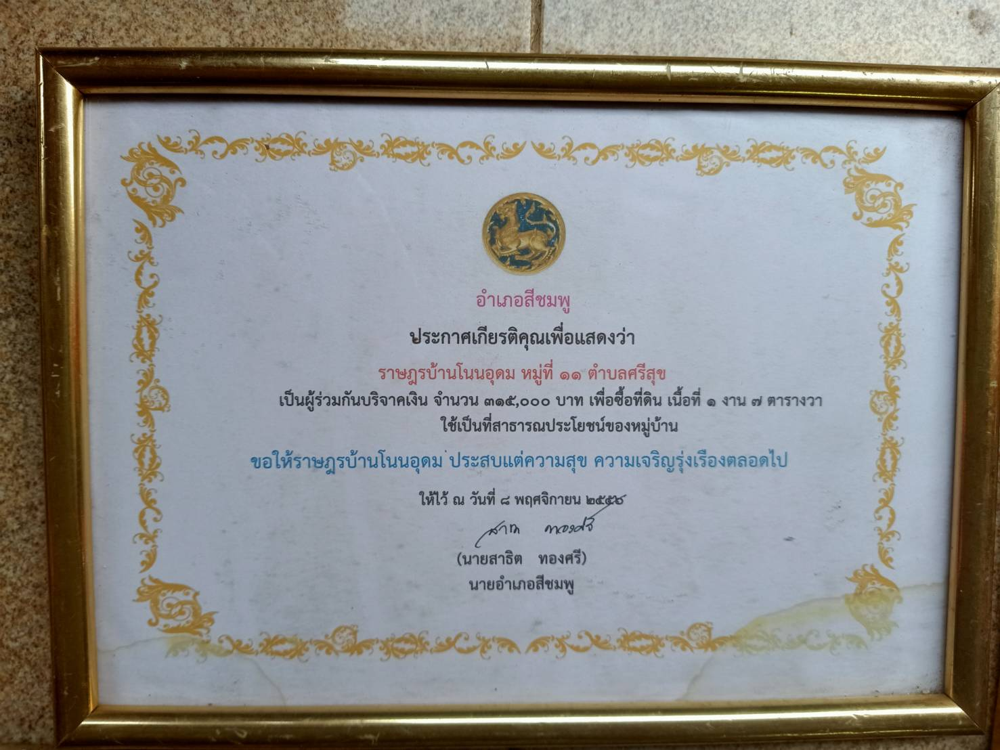 อำเภอสีชมพู
ประกาศเกียรติคุณเพื่อแสดงว่า
ราษฎรบ้านโนนอุดม หมู่ที่ ๑๑ ตำบลศรีสุข
เป็นผู้ร่วมกันบริจาคเงิน จำนวน ๓๑๕,๐๐๐ บาท เพื่อซื้อที่ดิน เนื้อที่ ๑ งาน ๗ ตารางวา
ใช้เป็นที่สาธารณประโยชน์ของหมู่บ้าน
ขอให้ราษฎรบ้านโนนอุดม ประสบแต่ความสุข ความเจริญรุ่งเรืองตลอดไป
ให้ไว้ ณ วันที่ ๘ พฤศจิกายน ๒๕๕๖
(นายสาธิต ทองศรี)
นายอำเภอสีชมพู